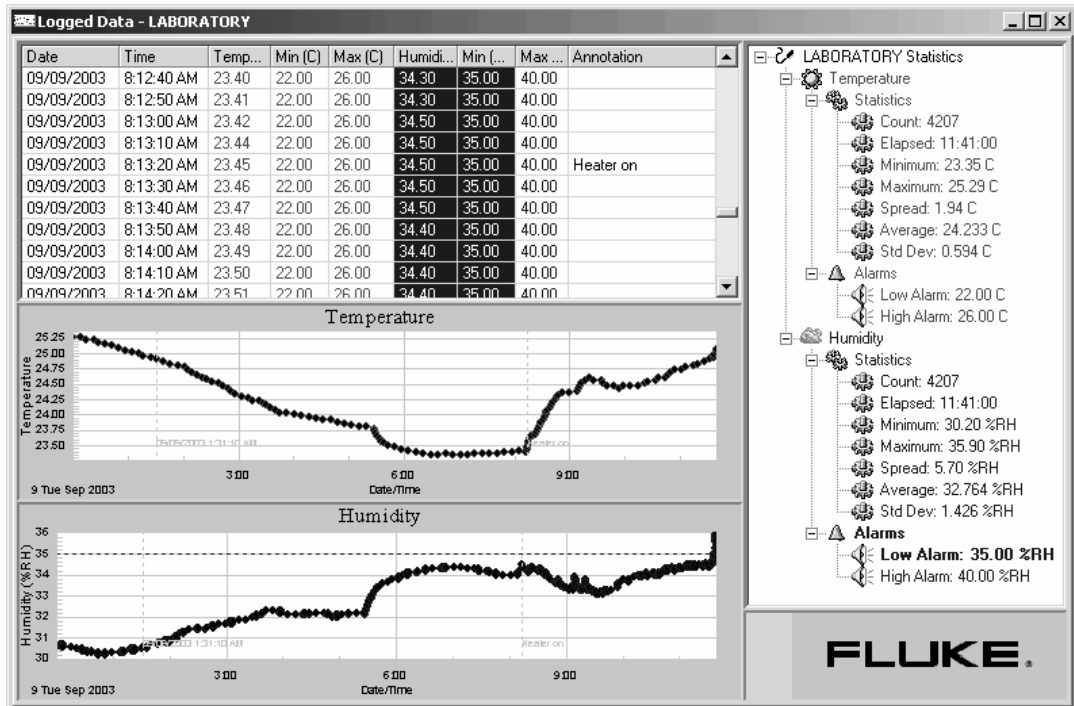 Logged Data - LABORATORY
Date Time Temp... Min (C) Max (C) Humidi... Min (... Max ... Annotation
09/09/2003 8:12:40 AM 23.40 22.00 26.00 34.30 35.00 40.00
09/09/2003 8:12:50 AM 23.41 22.00 26.00 34.30 35.00 40.00
09/09/2003 8:13:00 AM 23.42 22.00 26.00 34.50 35.00 40.00
09/09/2003 8:13:10 AM 23.44 22.00 26.00 34.50 35.00 40.00
09/09/2003 8:13:20 AM 23.45 22.00 26.00 34.50 35.00 40.00 Heater on
09/09/2003 8:13:30 AM 23.46 22.00 26.00 34.50 35.00 40.00
09/09/2003 8:13:40 AM 23.47 22.00 26.00 34.50 35.00 40.00
09/09/2003 8:13:50 AM 23.48 22.00 26.00 34.40 35.00 40.00
09/09/2003 8:14:00 AM 23.49 22.00 26.00 34.40 35.00 40.00
09/09/2003 8:14:10 AM 23.50 22.00 26.00 34.40 35.00 40.00
09/09/2003 8:14:20 AM 23.51 22.00 26.00 34.40 35.00 40.00
Temperature
Temperature
25.25
25.00
24.75
24.50
24.25
24.00
23.75
23.50
09/09/2003 1:31:10 AM
Heater on
3:00 6:00 9:00
9 Tue Sep 2003
Date/Time
Humidity
Humidity (%RH)
36
35
34
33
32
31
30
09/09/2003 1:31:10 AM
Heater on
3:00 6:00 9:00
9 Tue Sep 2003
Date/Time
LABORATORY Statistics
Temperature
Statistics
Count: 4207
Elapsed: 11:41:00
Minimum: 23.35 C
Maximum: 25.29 C
Spread: 1.94 C
Average: 24.233 C
Std Dev: 0.594 C
Alarms
Low Alarm: 22.00 C
High Alarm: 26.00 C
Humidity
Statistics
Count: 4207
Elapsed: 11:41:00
Minimum: 30.20 %RH
Maximum: 35.90 %RH
Spread: 5.70 %RH
Average: 32.764 %RH
Std Dev: 1.426 %RH
Alarms
Low Alarm: 35.00 %RH
High Alarm: 40.00 %RH
FLUKE®